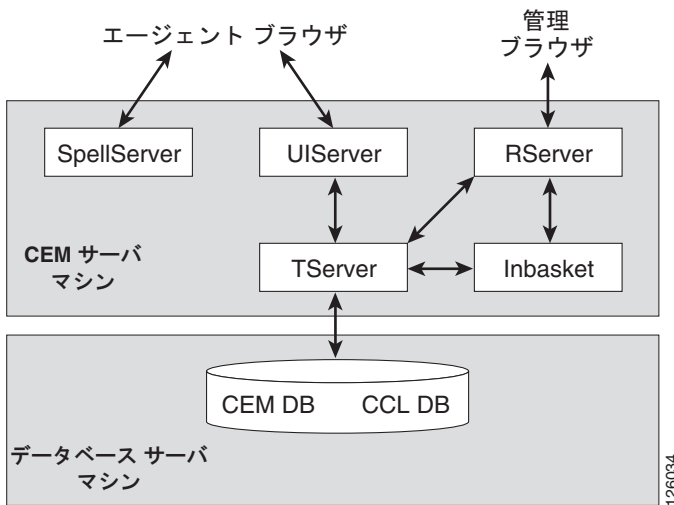 エージェント ブラウザ
管理
ブラウザ
SpellServer
UIServer
RServer
CEM サーバ
マシン
TServer
Inbasket
CEM DB
CCL DB
データベース サーバ
マシン
126034